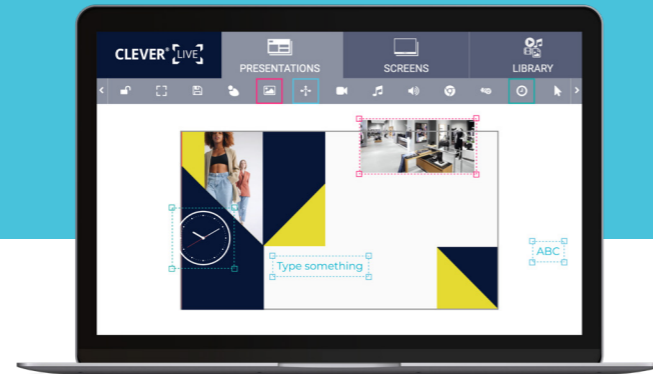 CLEVER® LIVE
PRESENTATIONS
SCREENS
LIBRARY
Type something
ABC